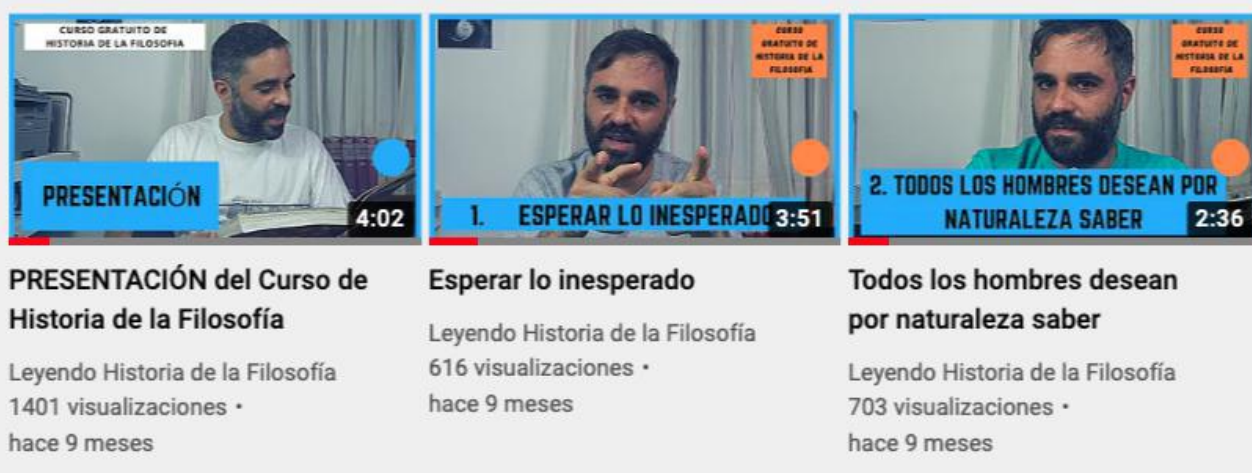 CURSO GRATUITO DE
HISTORIA DE LA FILOSOFIA
PRESENTACIÓN
4:02
PRESENTACIÓN del Curso de
Historia de la Filosofía
Leyendo Historia de la Filosofía
1401 visualizaciones •
hace 9 meses
CURSO
GRATUITO DE
HISTORIA DE LA
FILOSOFIA
1. ESPERAR LO INESPERADO
3:51
Esperar lo inesperado
Leyendo Historia de la Filosofía
616 visualizaciones •
hace 9 meses
CURSO
GRATUITO DE
HISTORIA DE LA
FILOSOFIA
2. TODOS LOS HOMBRES DESEAN POR
NATURALEZA SABER
2:36
Todos los hombres desean
por naturaleza saber
Leyendo Historia de la Filosofía
703 visualizaciones •
hace 9 meses